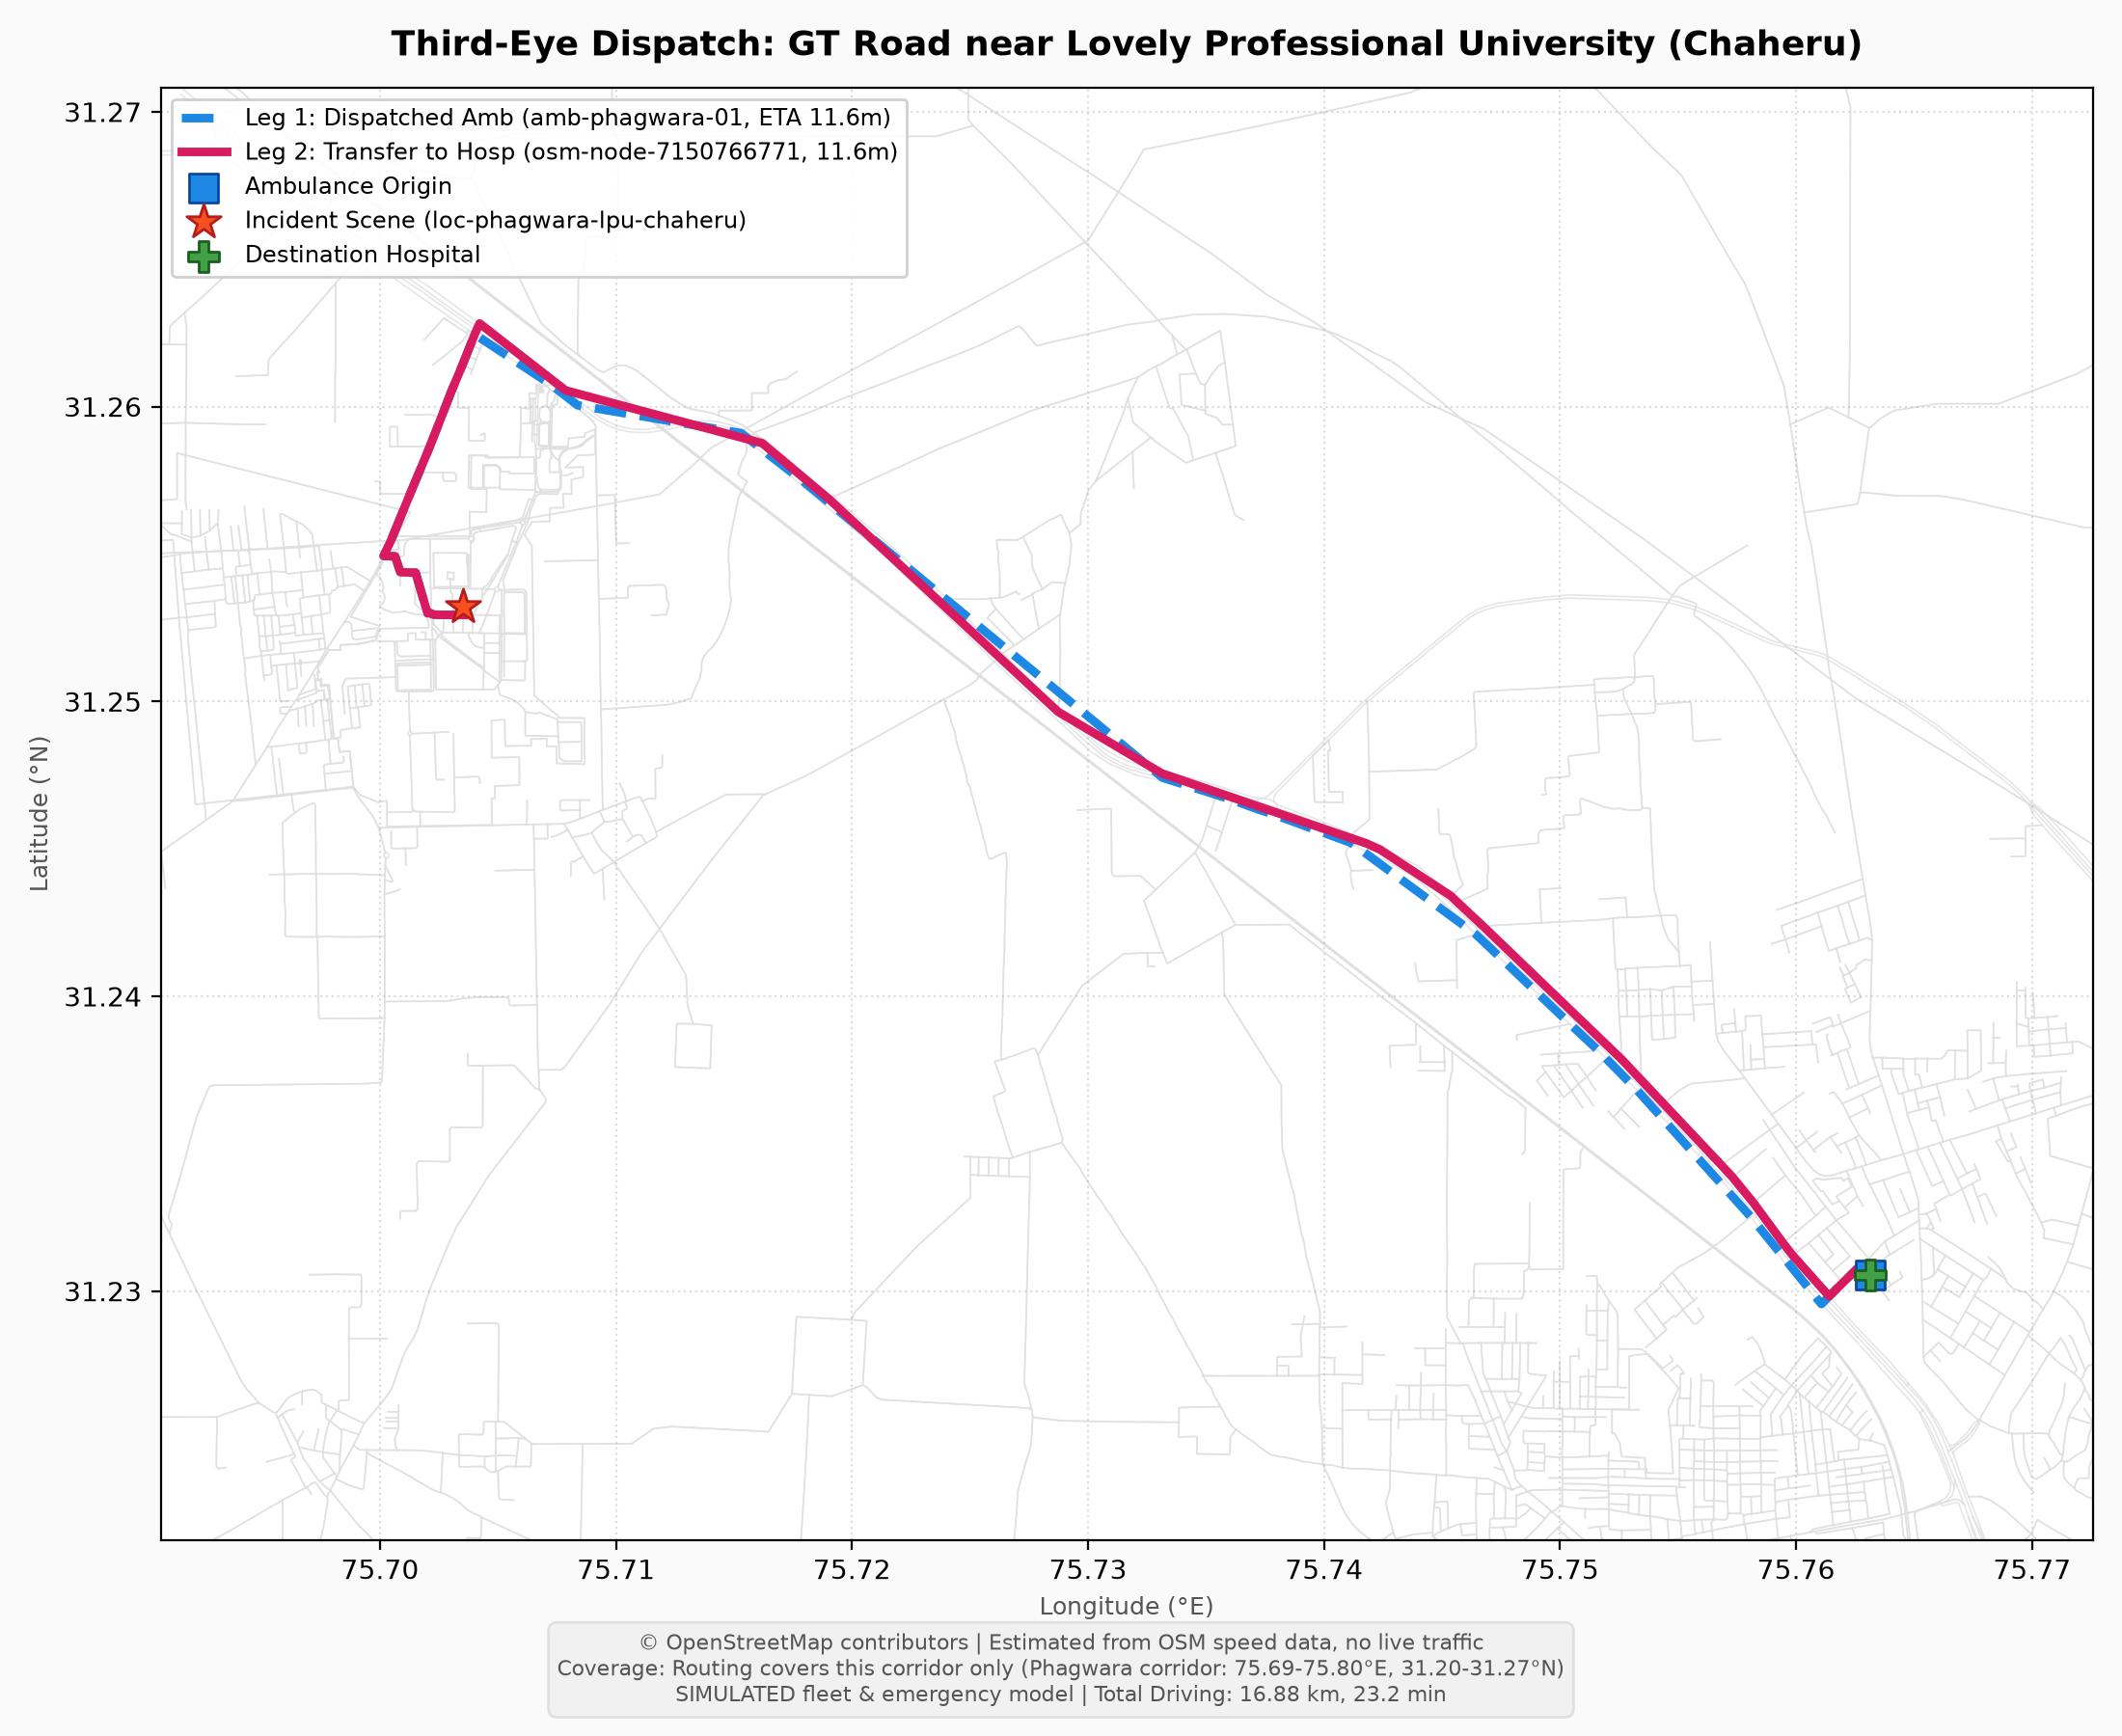 Third-Eye Dispatch: GT Road near Lovely Professional University (Chaheru)
Leg 1: Dispatched Amb (amb-phagwara-01, ETA 11.6m)
Leg 2: Transfer to Hosp (osm-node-7150766771, 11.6m)
Ambulance Origin
Incident Scene (loc-phagwara-lpu-chaheru)
Destination Hospital
31.27
31.26
31.25
31.24
31.23
Latitude (°N)
75.70 75.71 75.72 75.73 75.74 75.75 75.76 75.77
Longitude (°E)
© OpenStreetMap contributors | Estimated from OSM speed data, no live traffic
Coverage: Routing covers this corridor only (Phagwara corridor: 75.69-75.80°E, 31.20-31.27°N)
SIMULATED fleet & emergency model | Total Driving: 16.88 km, 23.2 min